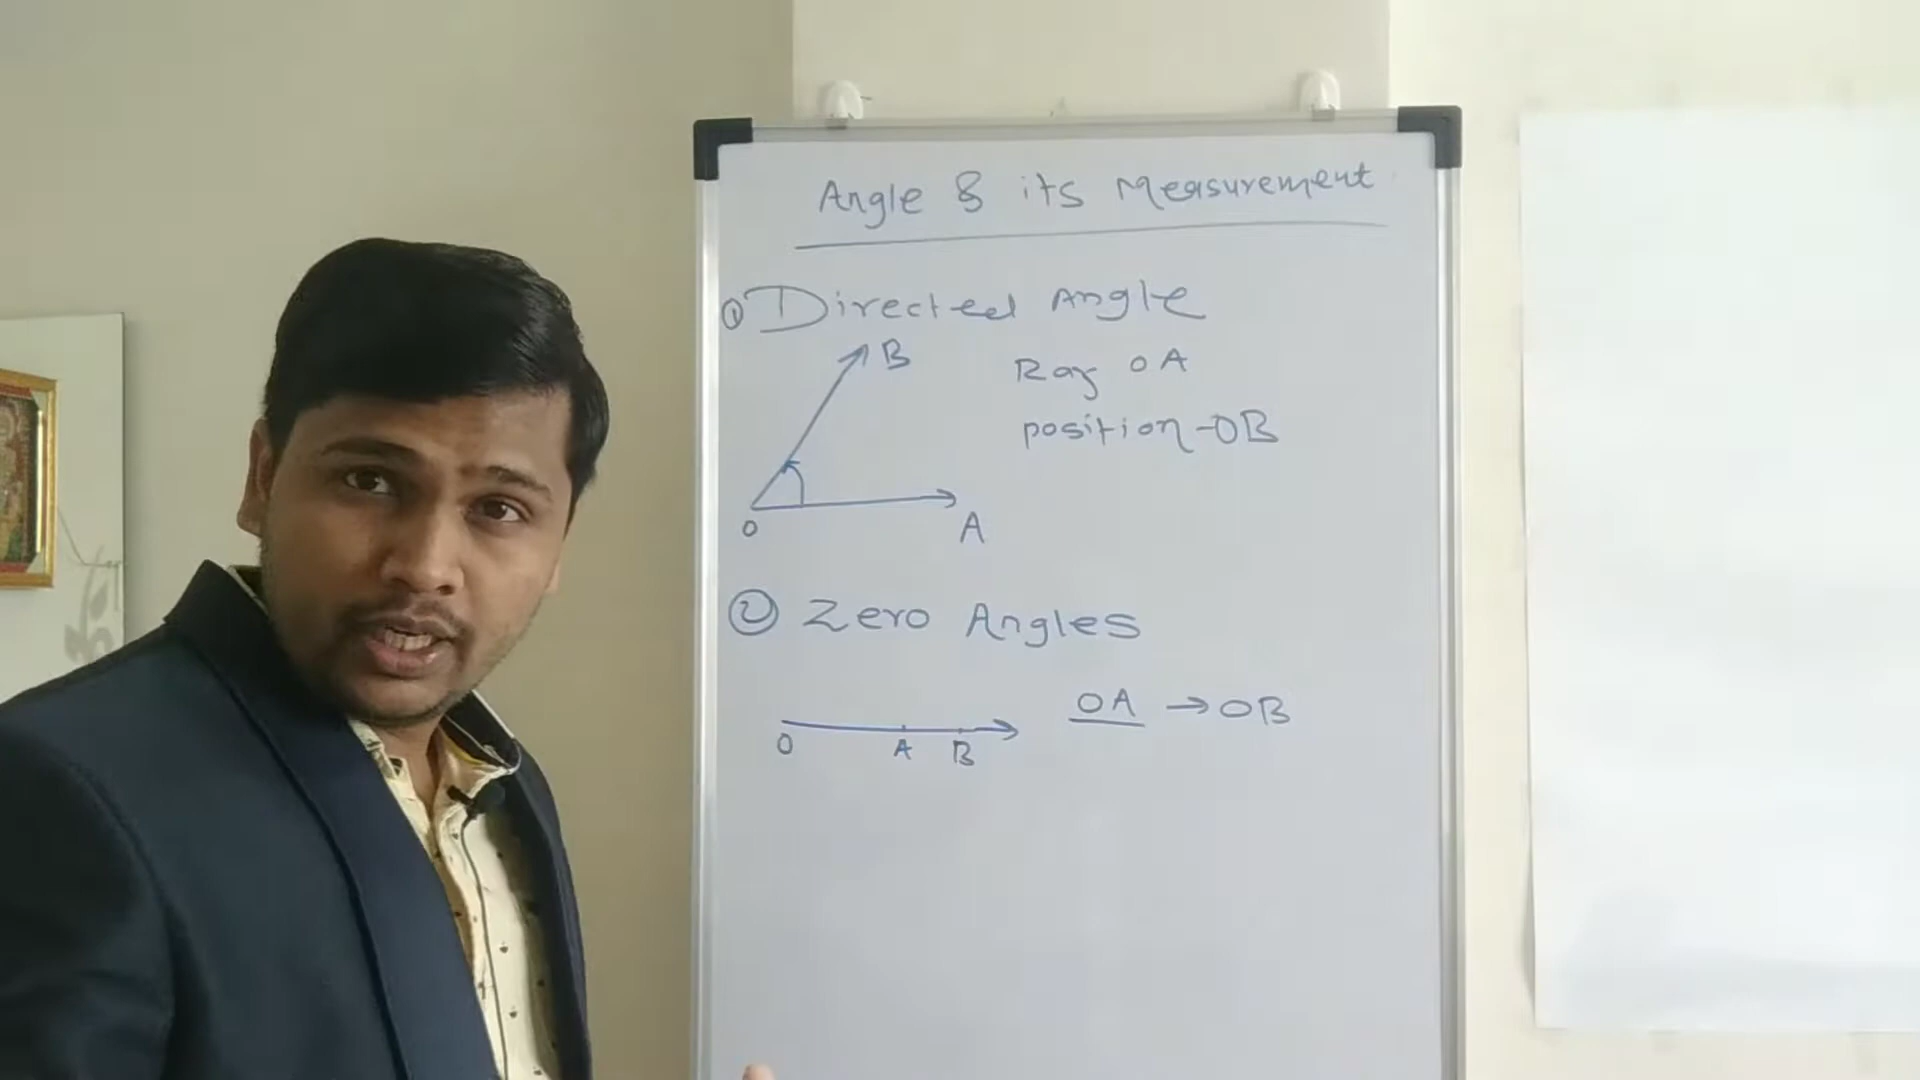 Angle & its Measurement
① Directed Angle
B
Ray OA
position-OB
O
A
② Zero Angles
OA → OB
O A B